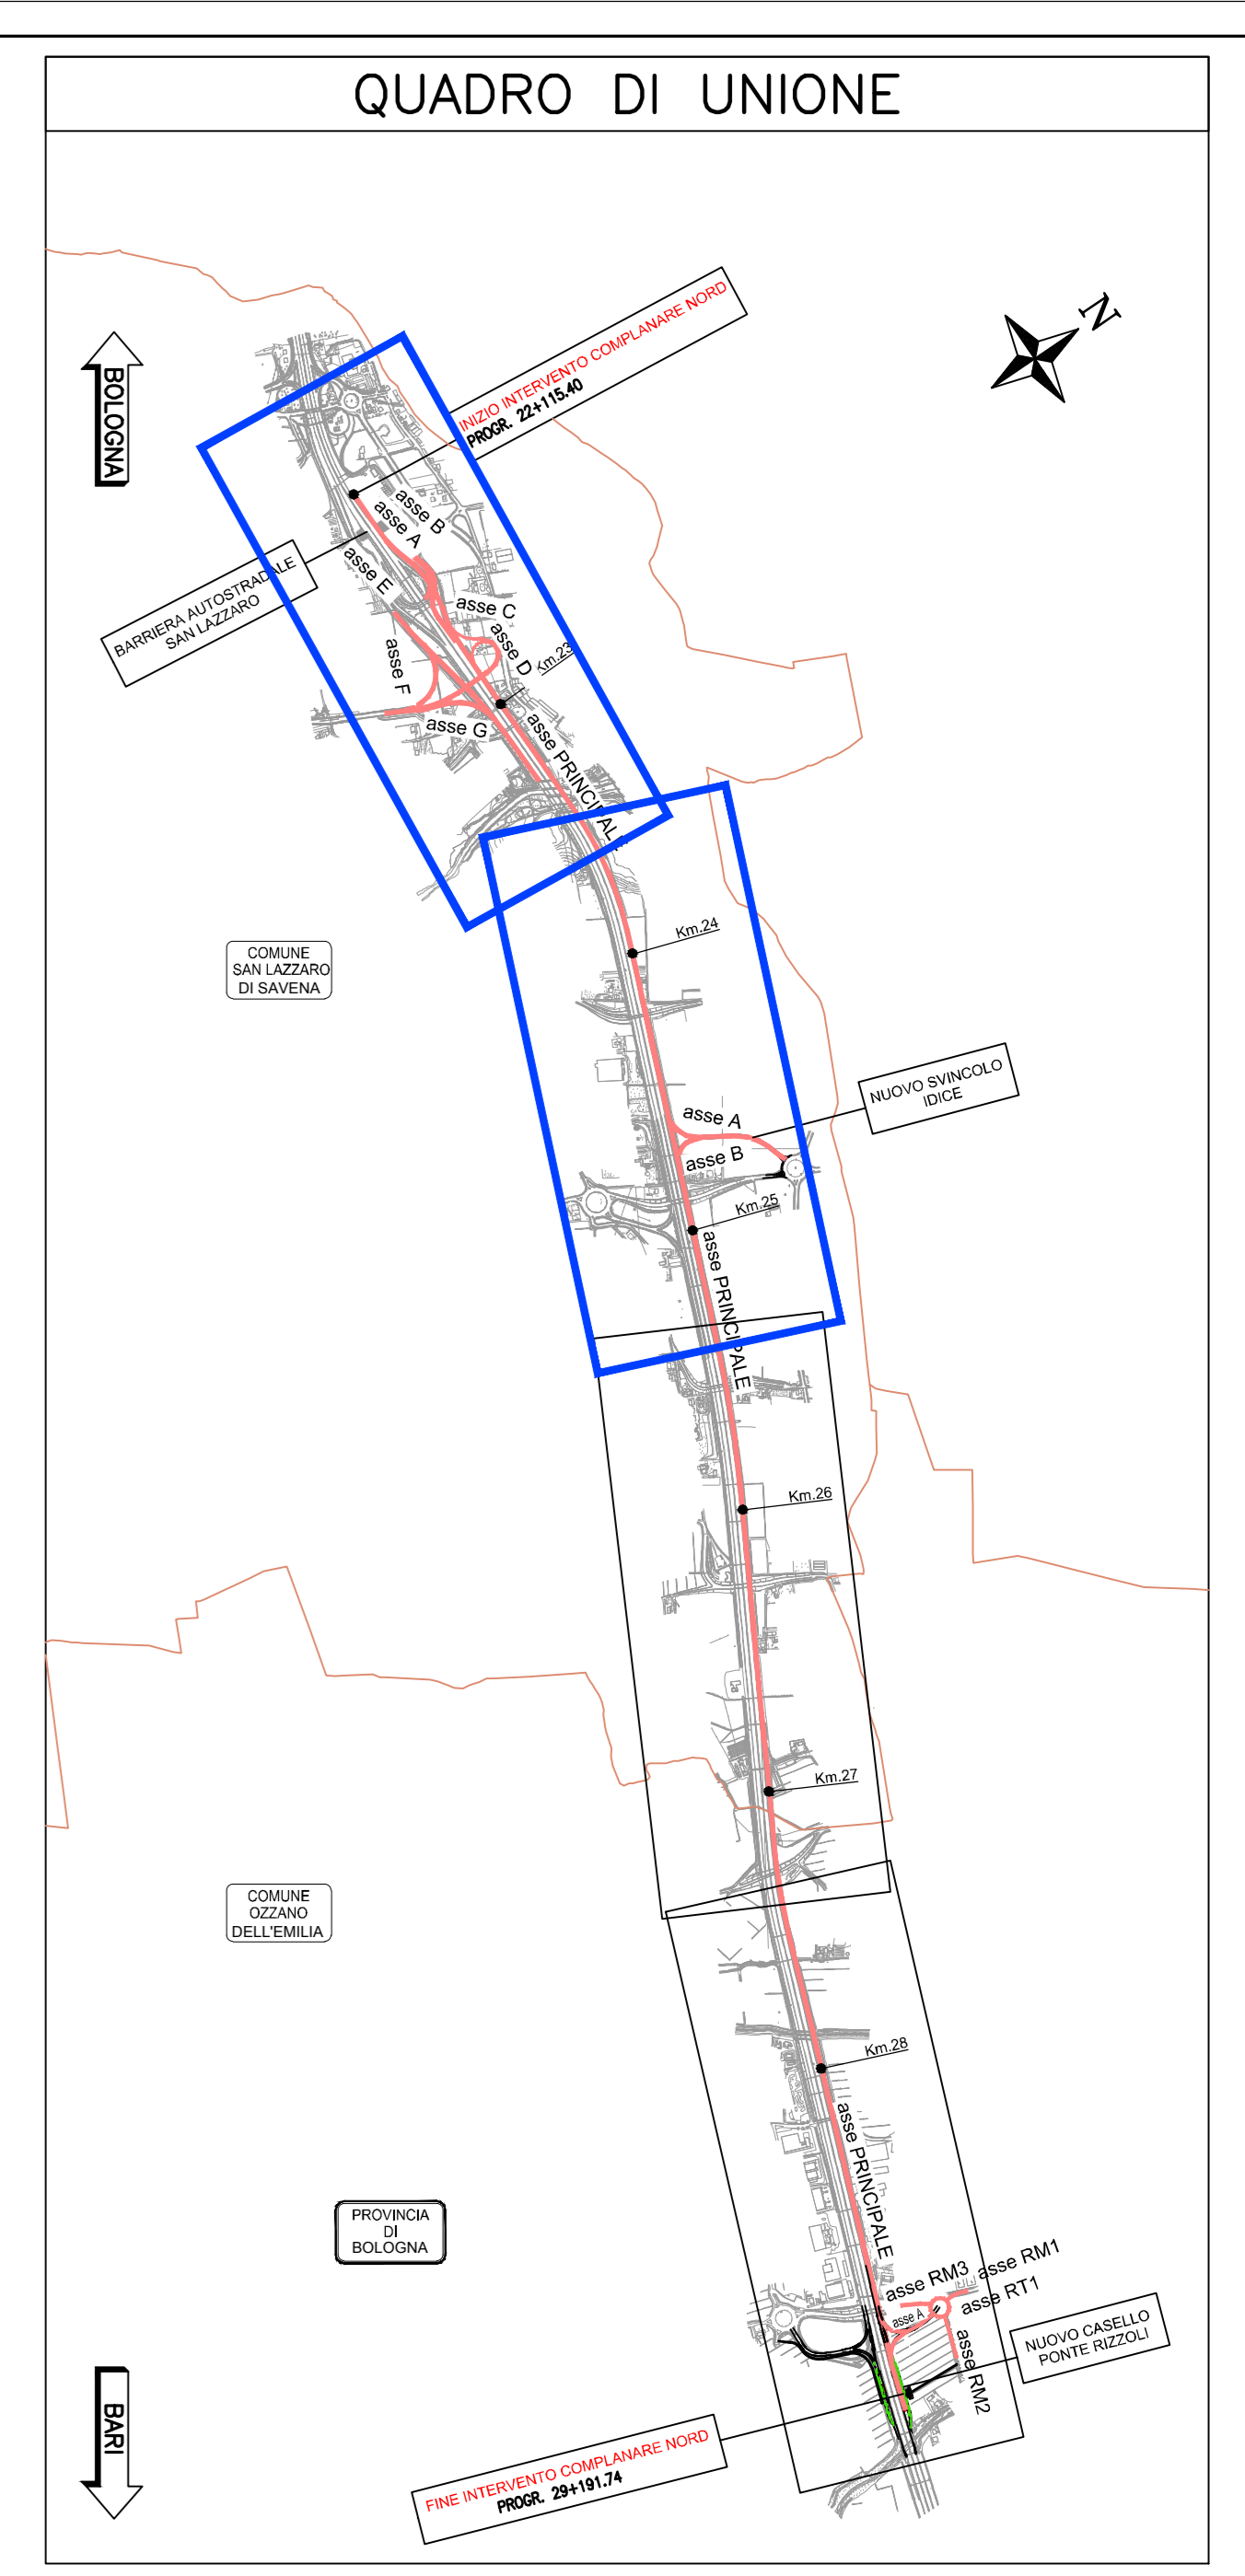 QUADRO DI UNIONE
N
BOLOGNA
INIZIO INTERVENTO COMPLANARE NORD
PROGR. 22+115.40
asse B
asse A
BARRIERA AUTOSTRADALE
SAN LAZZARO
asse E
asse C
asse D
Km.23
asse F
asse G
asse PRINCIPALE
Km.24
COMUNE
SAN LAZZARO
DI SAVENA
NUOVO SVINCOLO
IDICE
asse A
asse B
Km.25
asse PRINCIPALE
Km.26
Km.27
COMUNE
OZZANO
DELL'EMILIA
Km.28
asse PRINCIPALE
PROVINCIA
DI
BOLOGNA
asse RM3
asse RM1
asse RT1
asse A
asse RM2
NUOVO CASELLO
PONTE RIZZOLI
BARI
FINE INTERVENTO COMPLANARE NORD
PROGR. 29+191.74